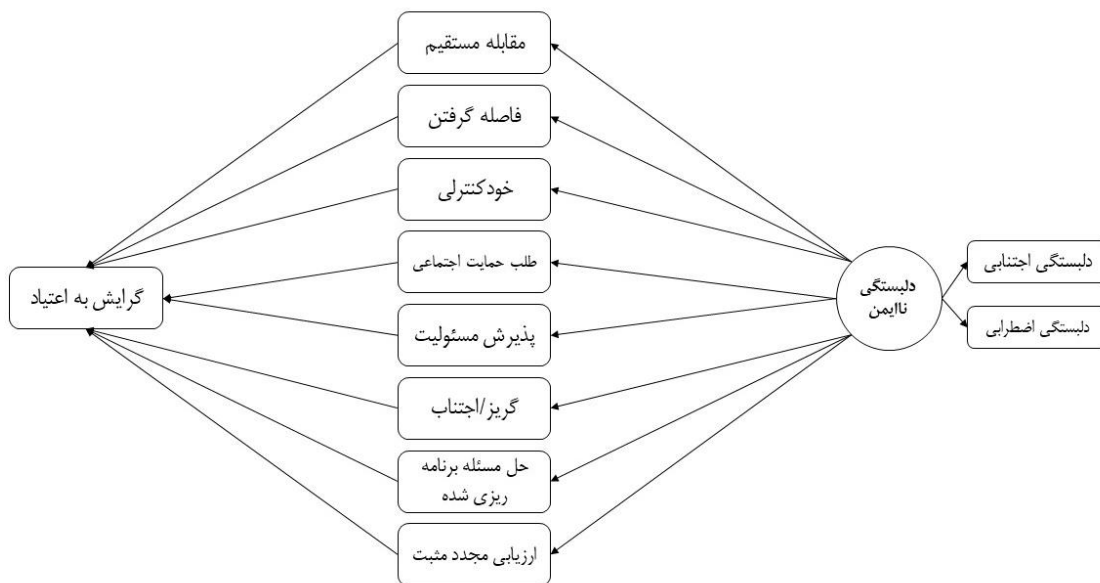 مقابله مستقیم
فاصله گرفتن
خودکنترلی
طلب حمایت اجتماعی
پذیرش مسئولیت
گریز/اجتناب
حل مسئله برنامه
ریزی شده
ارزیابی مجدد مثبت
دلبستگی اجتنابی
دلبستگی اضطرابی
دلبستگی
ناایمن
گرایش به اعتیاد